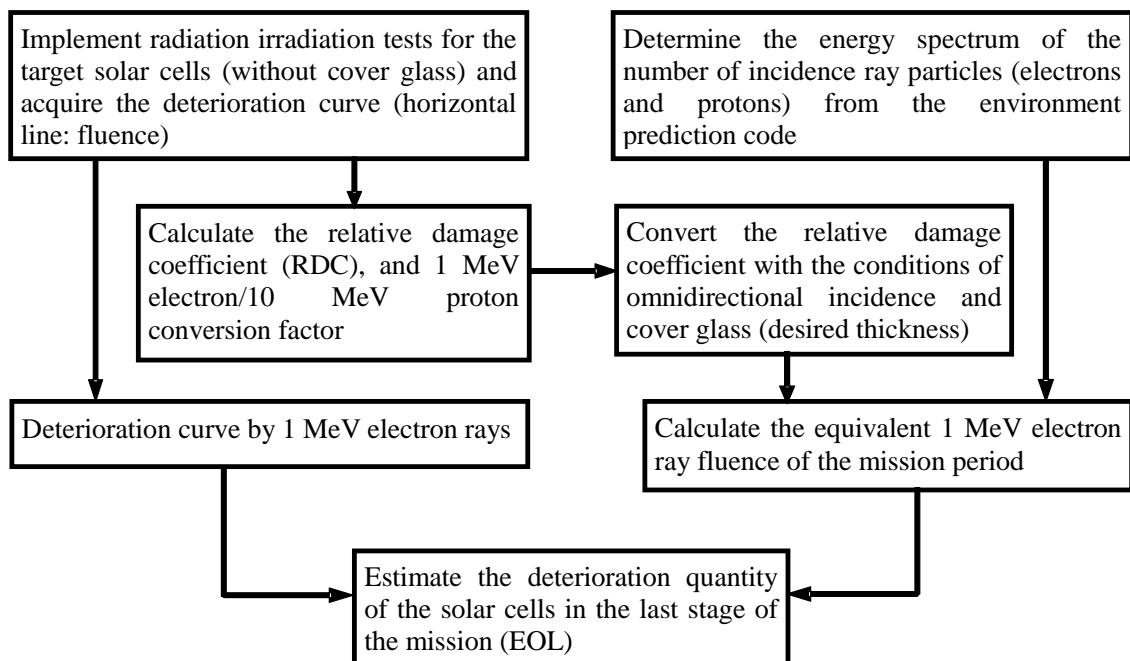 Implement radiation irradiation tests for the
target solar cells (without cover glass) and
acquire the deterioration curve (horizontal
line: fluence)
Determine the energy spectrum of the
number of incidence ray particles (electrons
and protons) from the environment
prediction code
Calculate the relative damage
coefficient (RDC), and 1 MeV
electron/10 MeV proton
conversion factor
Convert the relative damage
coefficient with the conditions of
omnidirectional incidence and
cover glass (desired thickness)
Deterioration curve by 1 MeV electron rays
Calculate the equivalent 1 MeV electron
ray fluence of the mission period
Estimate the deterioration quantity
of the solar cells in the last stage of
the mission (EOL)